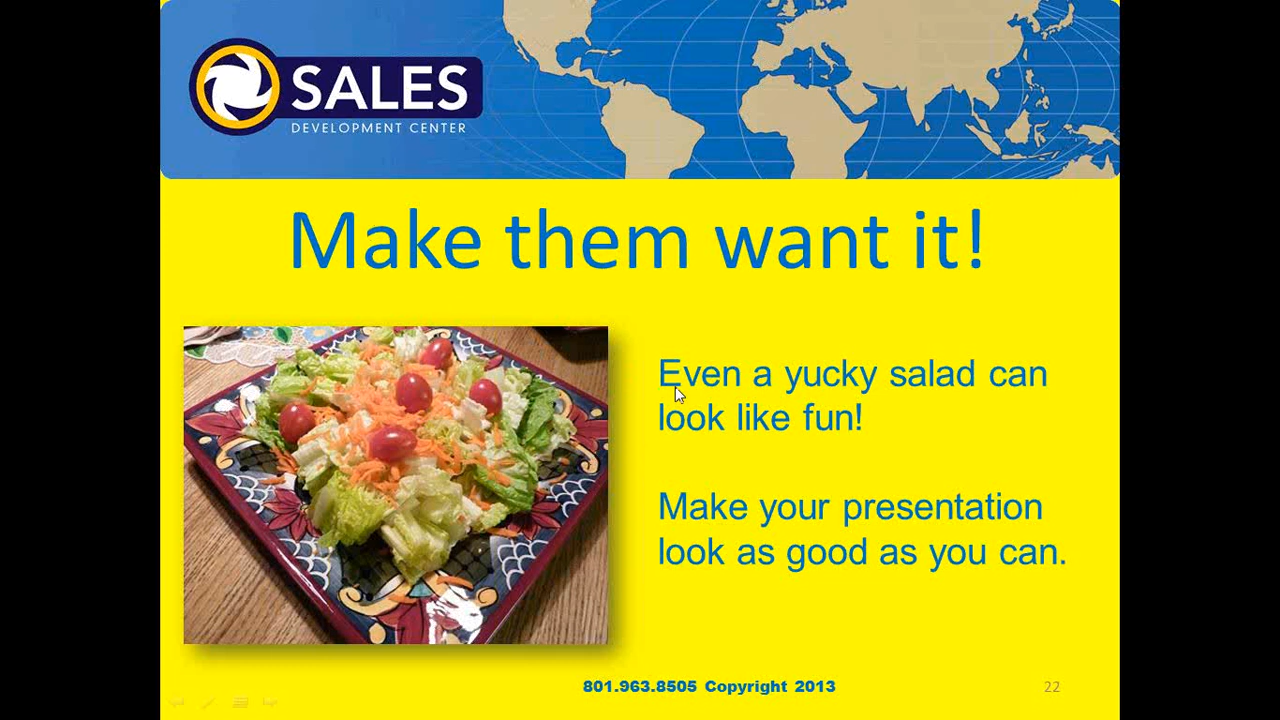 SALES
DEVELOPMENT CENTER
Make them want it!
Even a yucky salad can
look like fun!
Make your presentation
look as good as you can.
801.963.8505 Copyright 2013
22